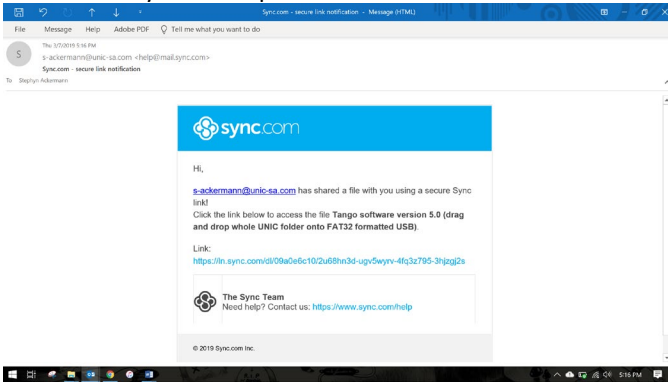 Sync.com - secure link notification - Message (HTML)
File Message Help Adobe PDF Tell me what you want to do
Thu 3/7/2019 5:16 PM
S s-ackermann@unic-sa.com <help@mail.sync.com>
Sync.com - secure link notification
To Stephyn Ackermann
sync.com
Hi,
s-ackermann@unic-sa.com has shared a file with you using a secure Sync
link!
Click the link below to access the file Tango software version 5.0 (drag
and drop whole UNIC folder onto FAT32 formatted USB).
Link:
https://ln.sync.com/dl/09a0e6c10/2u68hn3d-ugv5wyrv-4fq3z795-3hjzgj2s
The Sync Team
Need help? Contact us: https://www.sync.com/help
© 2019 Sync.com Inc.
5:16 PM